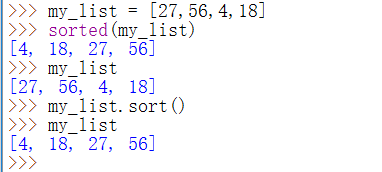 >>> my_list = [27,56,4,18]
>>> sorted(my_list)
[4, 18, 27, 56]
>>> my_list
[27, 56, 4, 18]
>>> my_list.sort()
>>> my_list
[4, 18, 27, 56]
>>>